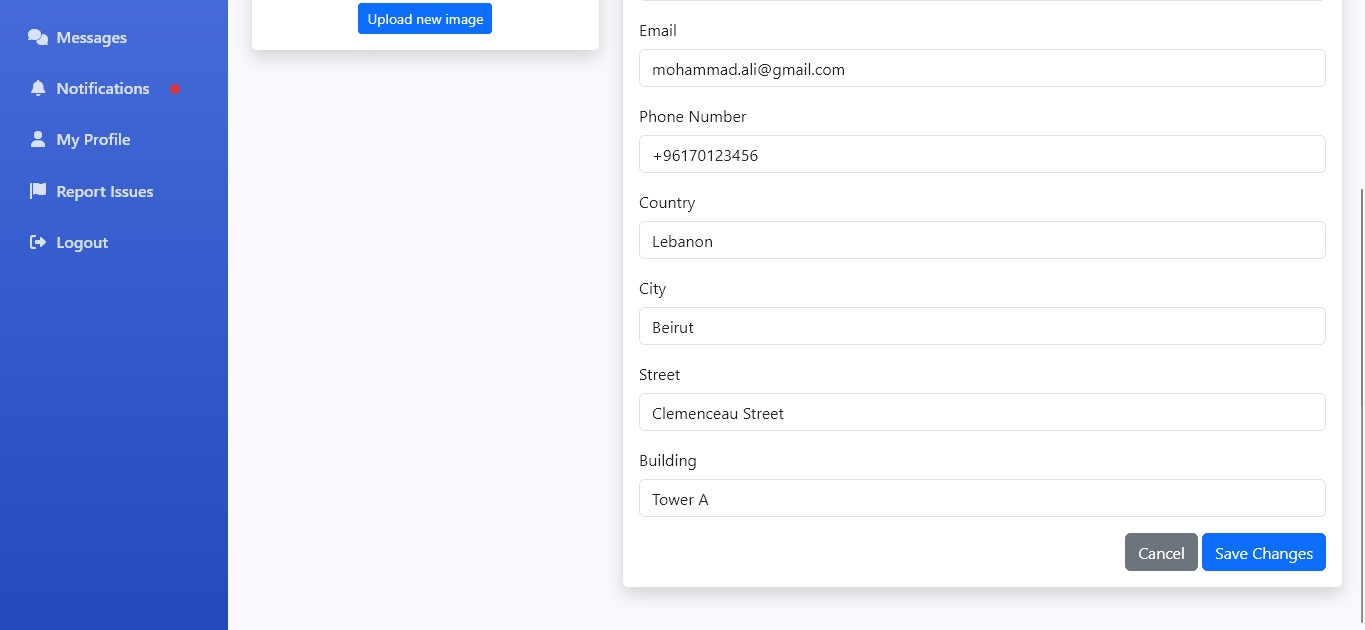 Messages
Notifications
My Profile
Report Issues
Logout
Upload new image
Email
mohammad.ali@gmail.com
Phone Number
+96170123456
Country
Lebanon
City
Beirut
Street
Clemenceau Street
Building
Tower A
Cancel
Save Changes